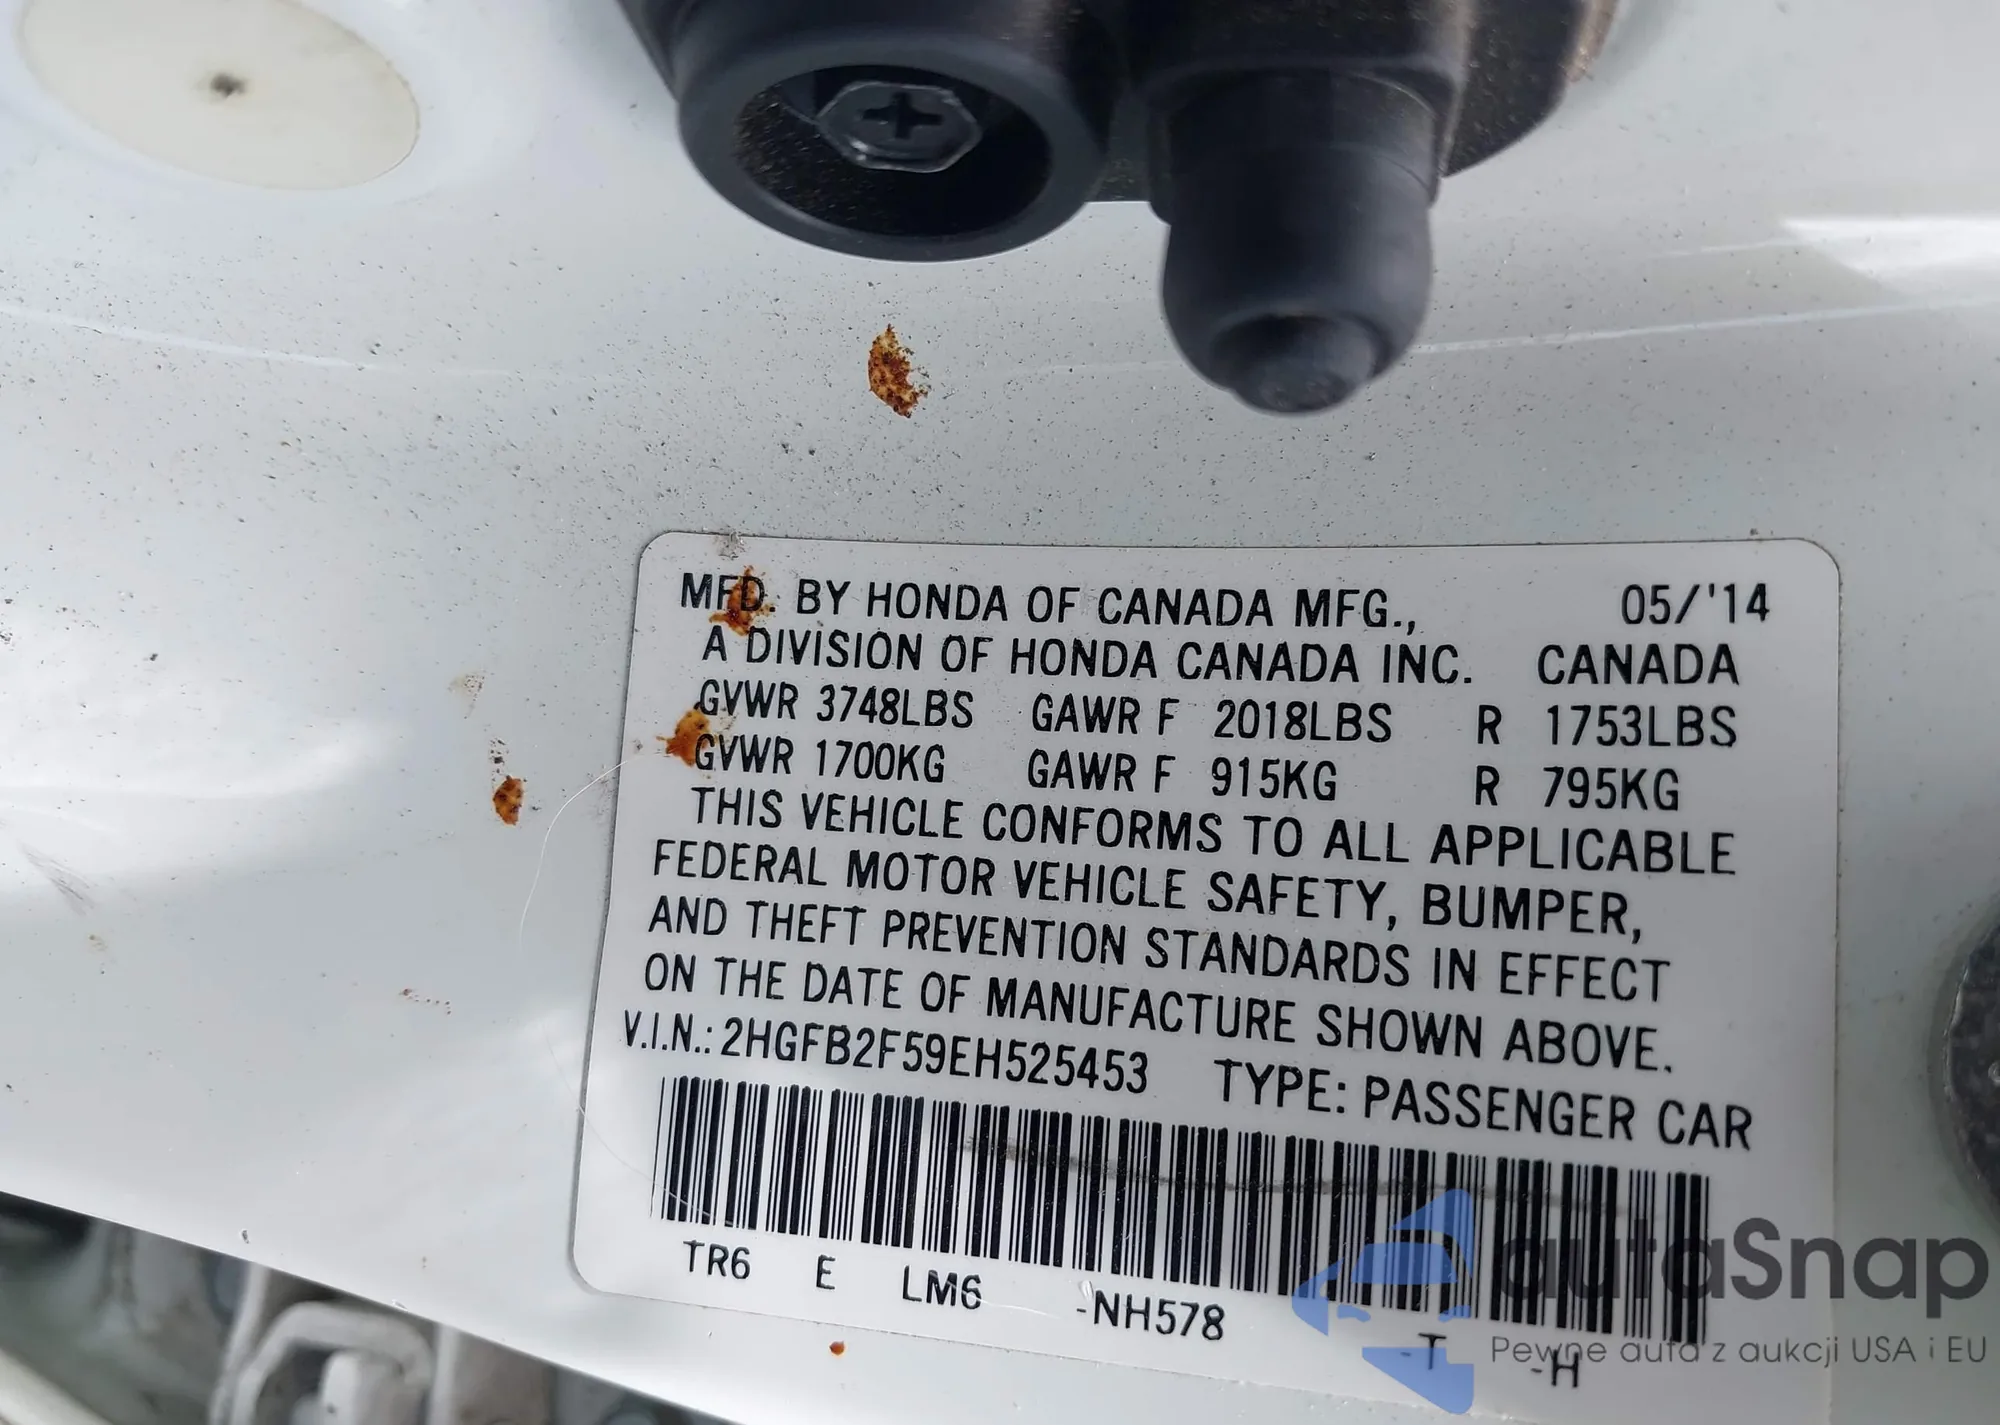 MFD. BY HONDA OF CANADA MFG., 05/'14
A DIVISION OF HONDA CANADA INC. CANADA
GVWR 3748LBS GAWR F 2018LBS R 1753LBS
GVWR 1700KG GAWR F 915KG R 795KG
THIS VEHICLE CONFORMS TO ALL APPLICABLE
FEDERAL MOTOR VEHICLE SAFETY, BUMPER,
AND THEFT PREVENTION STANDARDS IN EFFECT
ON THE DATE OF MANUFACTURE SHOWN ABOVE.
V.I.N.: 2HGFB2F59EH525453 TYPE: PASSENGER CAR
TR6 E LM6 -NH578 -T -H
autaSnap
Pewne auta z aukcji USA i EU